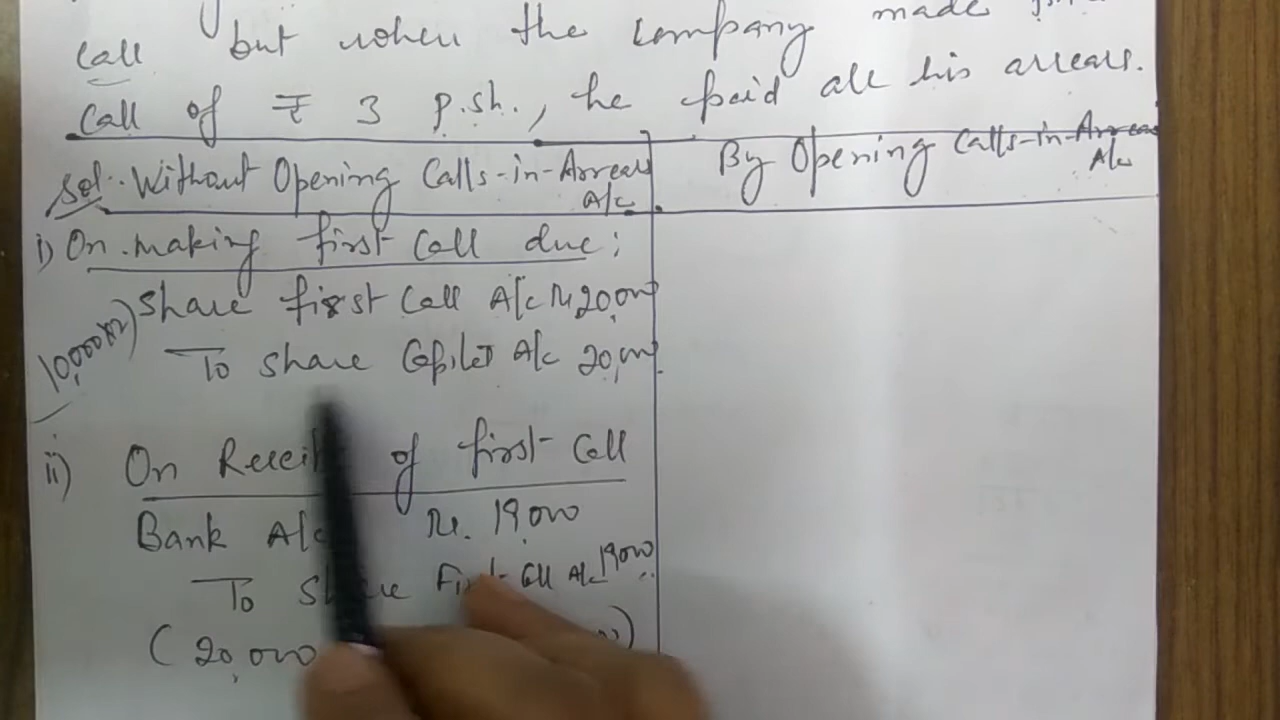 call but when the company made
call of ₹ 3 p.sh., he paid all his arrears.
Sol. Without Opening Calls-in-Arrears A/c
By Opening Calls-in-Arrears A/c
i) On making first call due:
(10,000x2) Share first Call A/c Dr 20,000
To Share Capital A/c 20,000
ii) On Receipt of first Call
Bank A/c Dr. 19,000
To Share First Call A/c 19,000
(20,000